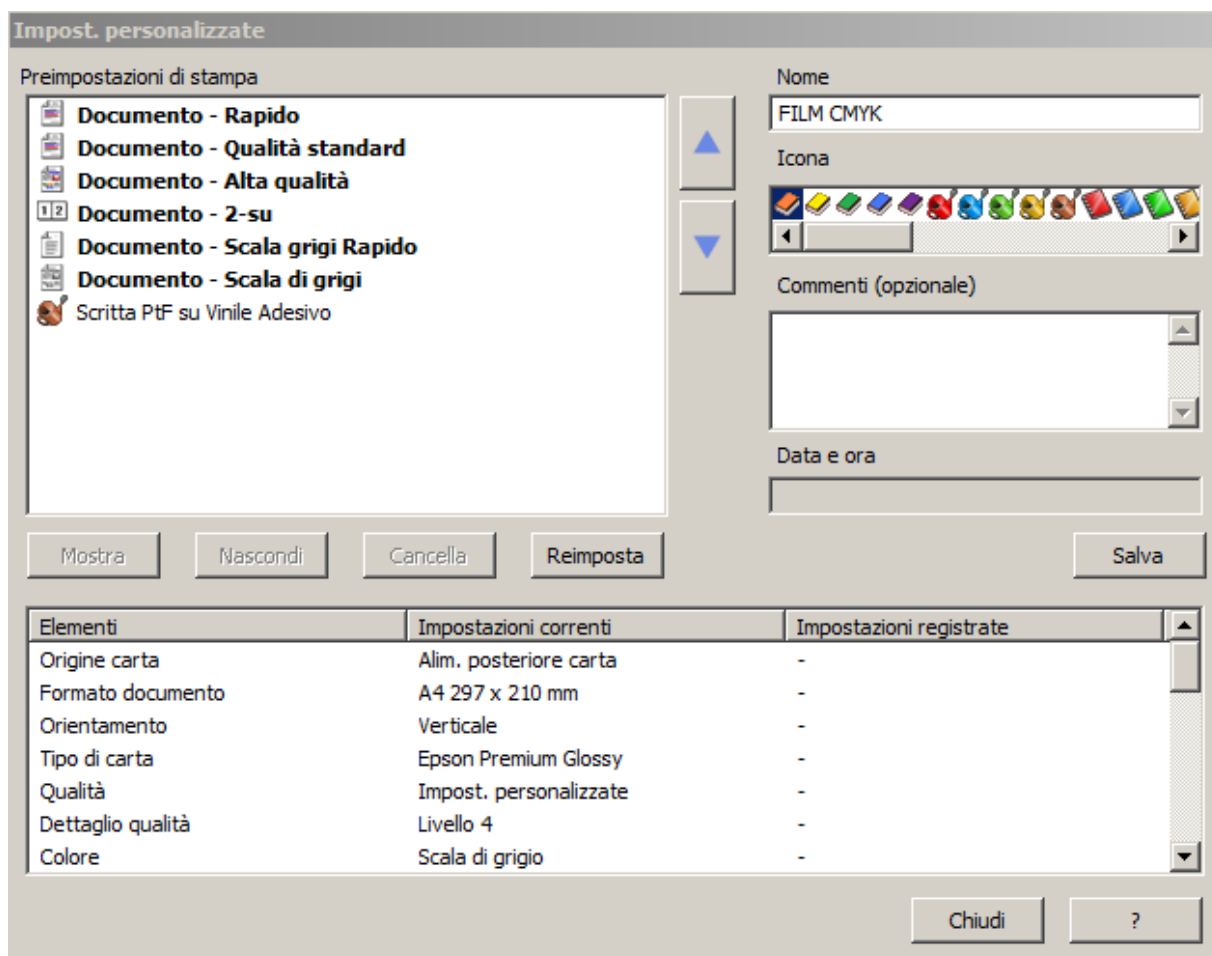 Impost. personalizzate
Preimpostazioni di stampa
Documento - Rapido
Documento - Qualità standard
Documento - Alta qualità
1 2 Documento - 2-su
Documento - Scala grigi Rapido
Documento - Scala di grigi
Scritta PtF su Vinile Adesivo
Nome
FILM CMYK
Icona
Commenti (opzionale)
Data e ora
Mostra Nascondi Cancella Reimposta Salva
Elementi Impostazioni correnti Impostazioni registrate
Origine carta Alim. posteriore carta -
Formato documento A4 297 x 210 mm -
Orientamento Verticale -
Tipo di carta Epson Premium Glossy -
Qualità Impost. personalizzate -
Dettaglio qualità Livello 4 -
Colore Scala di grigio -
Chiudi ?